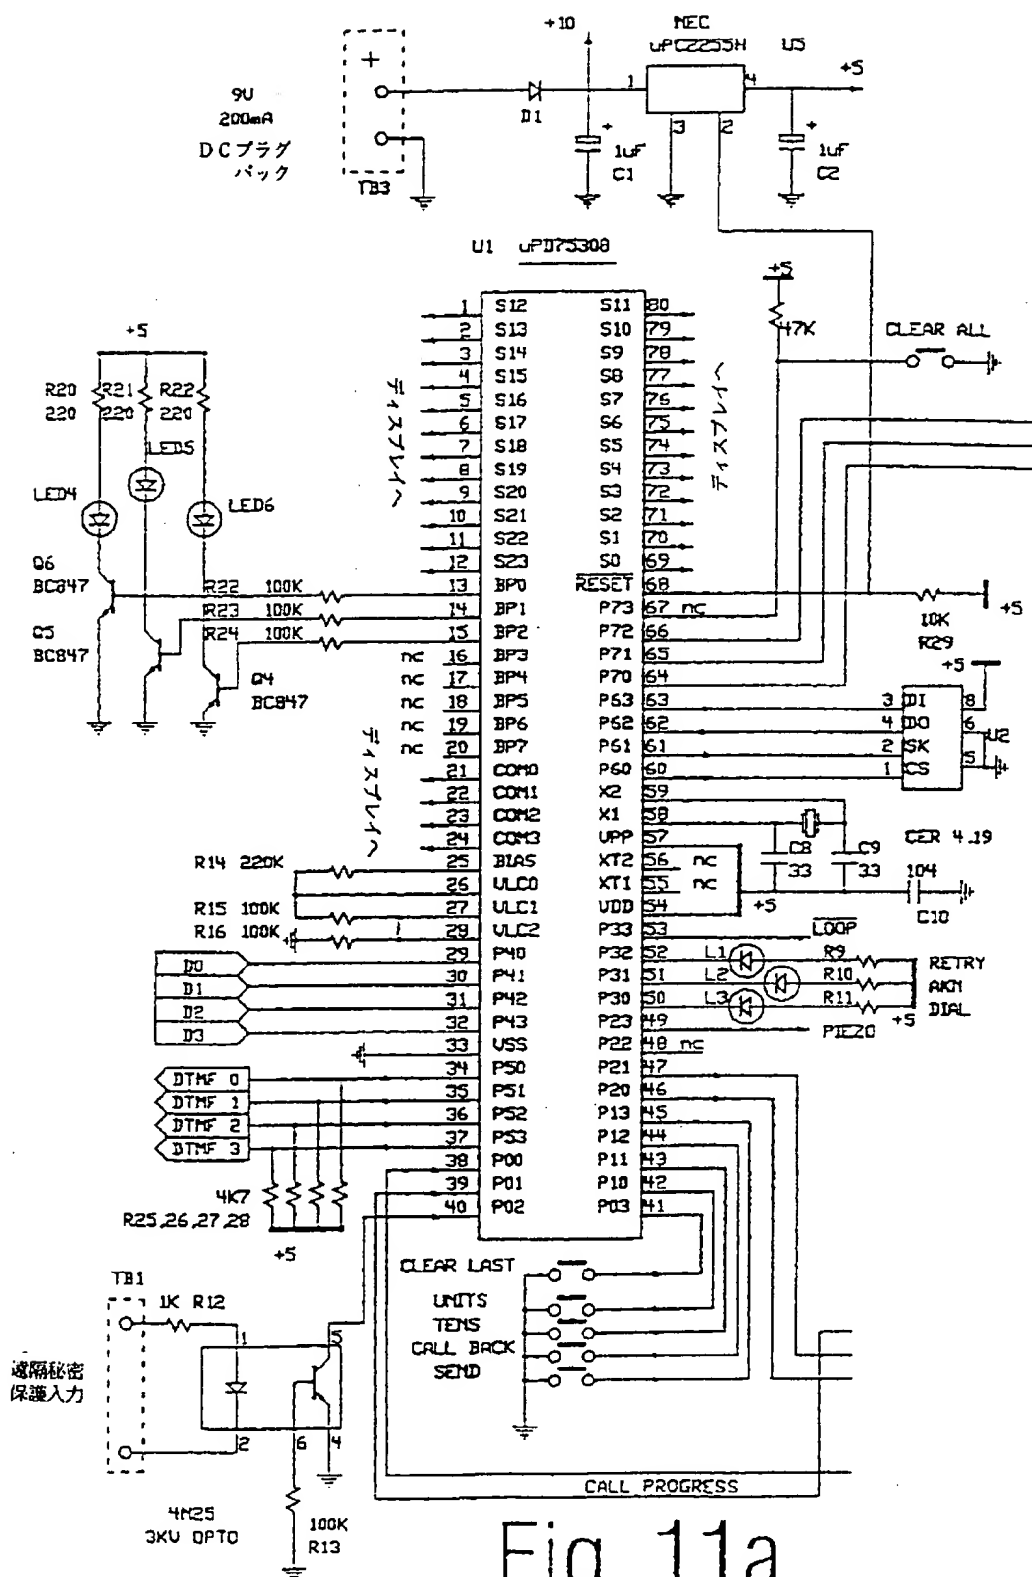 +10
NEC
uPC2255H U5
+5
1
4
3
2
9V
200mA
DCプラグ
パック
+
TB3
D1
+
1uF
C1
+
1uF
C2
U1 uPD75308
+5
47K
CLEAR ALL
+5
R20
220
R21
220
R22
220
LED4
LED5
LED6
Q6
BC847
Q5
BC847
Q4
BC847
R22 100K
R23 100K
R24 100K
ディスプレイへ
ディスプレイへ
ディスプレイへ
1 S12 S11 80
2 S13 S10 79
3 S14 S9 78
4 S15 S8 77
5 S16 S7 76
6 S17 S6 75
7 S18 S5 74
8 S19 S4 73
9 S20 S3 72
10 S21 S2 71
11 S22 S1 70
12 S23 S0 69
13 BP0 RESET 68
14 BP1 P73 67 nc
15 BP2 P72 66
nc 16 BP3 P71 65
nc 17 BP4 P70 64
nc 18 BP5 P63 63
nc 19 BP6 P62 62
nc 20 BP7 P61 61
21 COM0 P60 60
22 COM1 X2 59
23 COM2 X1 58
24 COM3 VPP 57
25 BIAS XT2 56 nc
26 VLC0 XT1 55 nc
27 VLC1 VDD 54
28 VLC2 P33 53
29 P40 P32 52
30 P41 P31 51
31 P42 P30 50
32 P43 P23 49
33 VSS P22 48 nc
34 P50 P21 47
35 P51 P20 46
36 P52 P13 45
37 P53 P12 44
38 P00 P11 43
39 P01 P10 42
40 P02 P03 41
10K
R29
+5
+5
3 DI 8
4 DO 6
2 SK 5
1 CS
U2
CER 4.19
C8
33
C9
33
104
C10
+5
LOOP
L1 R9 RETRY
L2 R10 AKN
L3 R11 DIAL
+5
PIEZO
R14 220K
R15 100K
R16 100K
D0
D1
D2
D3
DTMF 0
DTMF 1
DTMF 2
DTMF 3
4K7
R25,26,27,28
+5
CLEAR LAST
UNITS
TENS
CALL BACK
SEND
TB1
1K R12
1
5
2
6
4
遠隔秘密
保護入力
4N25
3KV OPTO
100K
R13
CALL PROGRESS
Fig 11a